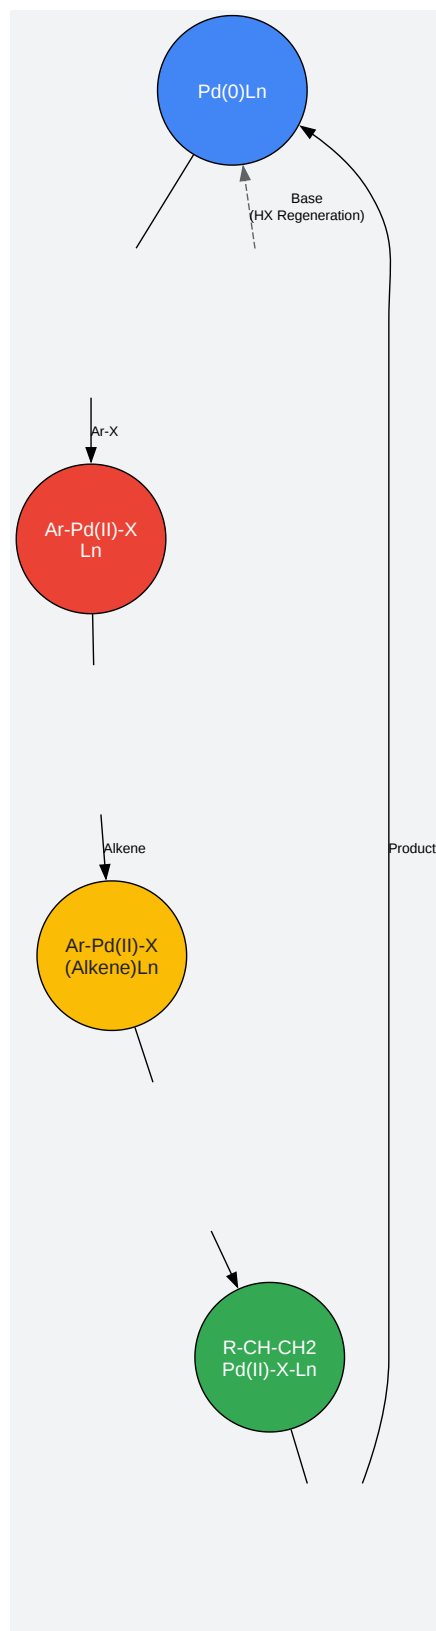 Pd(0)Ln
Base
(HX Regeneration)
Ar-X
Ar-Pd(II)-X
Ln
Alkene
Product
Ar-Pd(II)-X
(Alkene)Ln
R-CH-CH2
Pd(II)-X-Ln